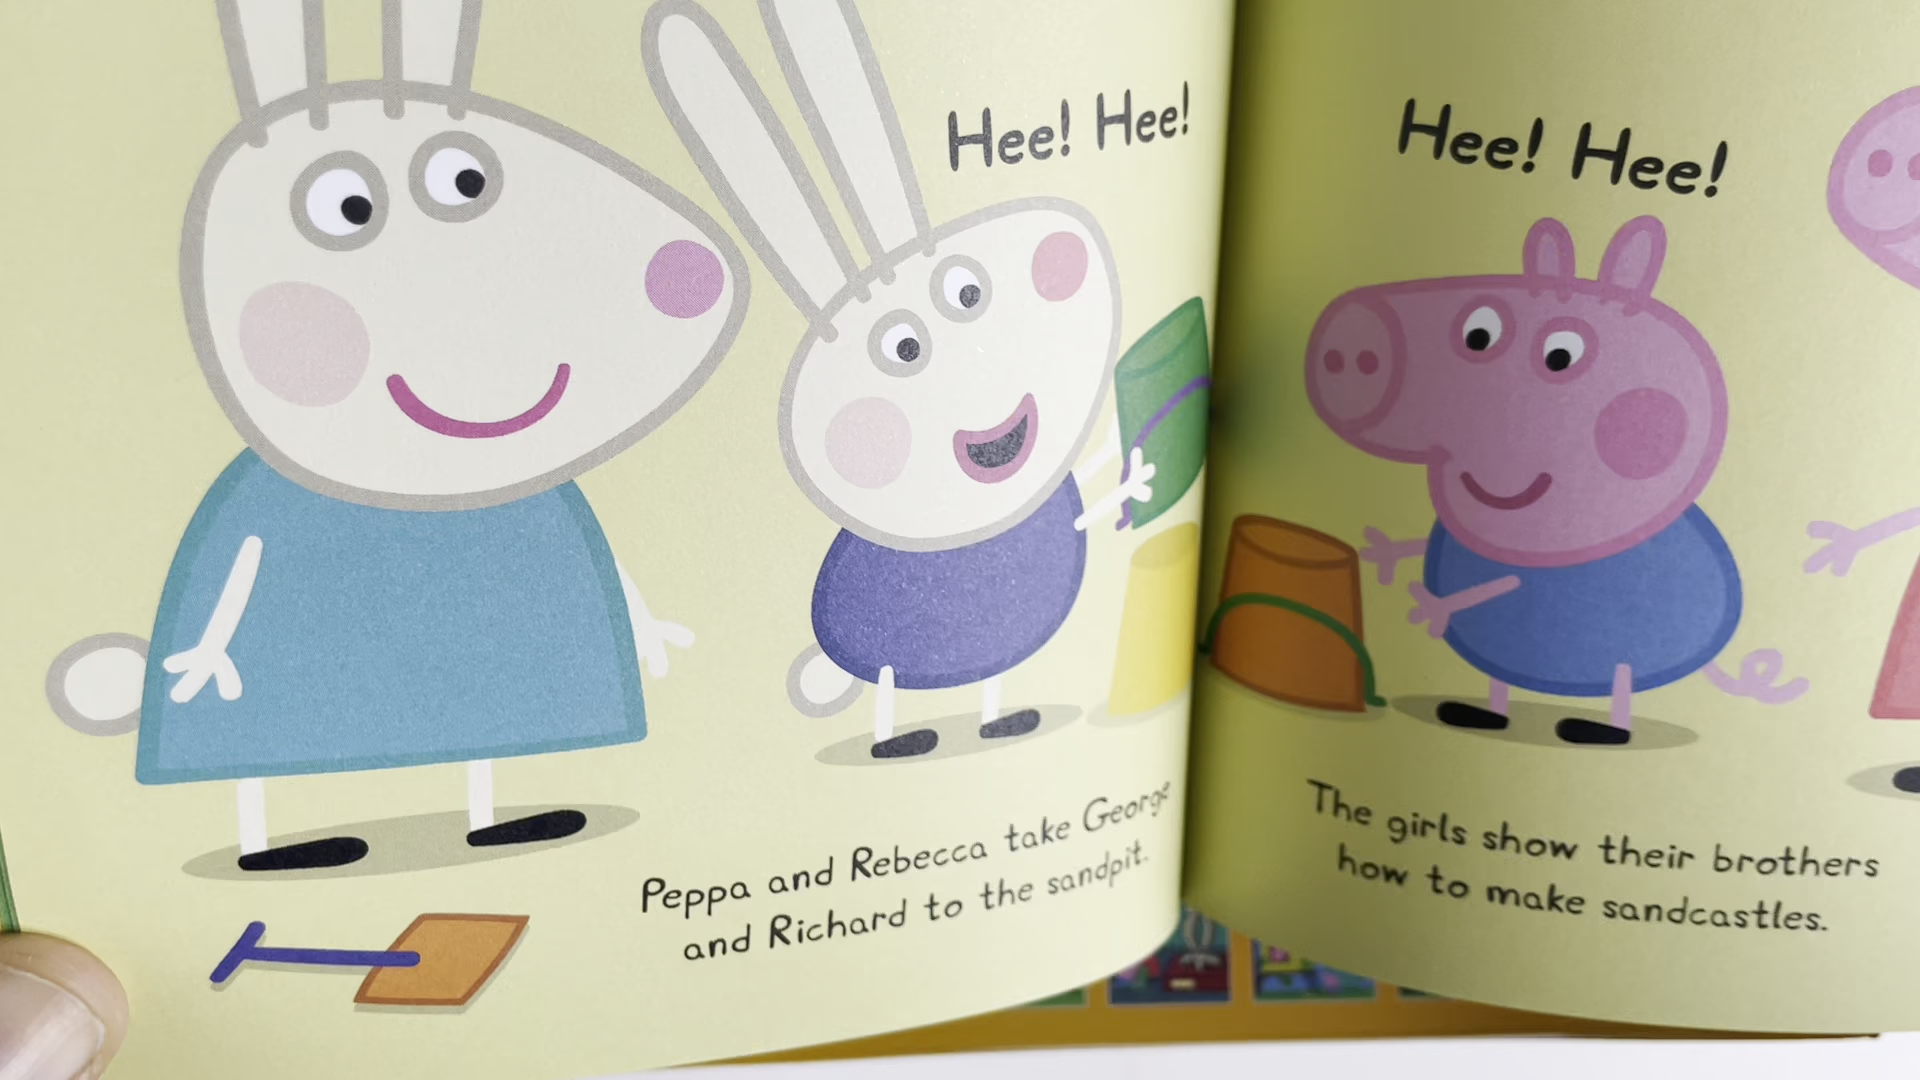 Hee! Hee!
Peppa and Rebecca take George
and Richard to the sandpit.
Hee! Hee!
The girls show their brothers
how to make sandcastles.